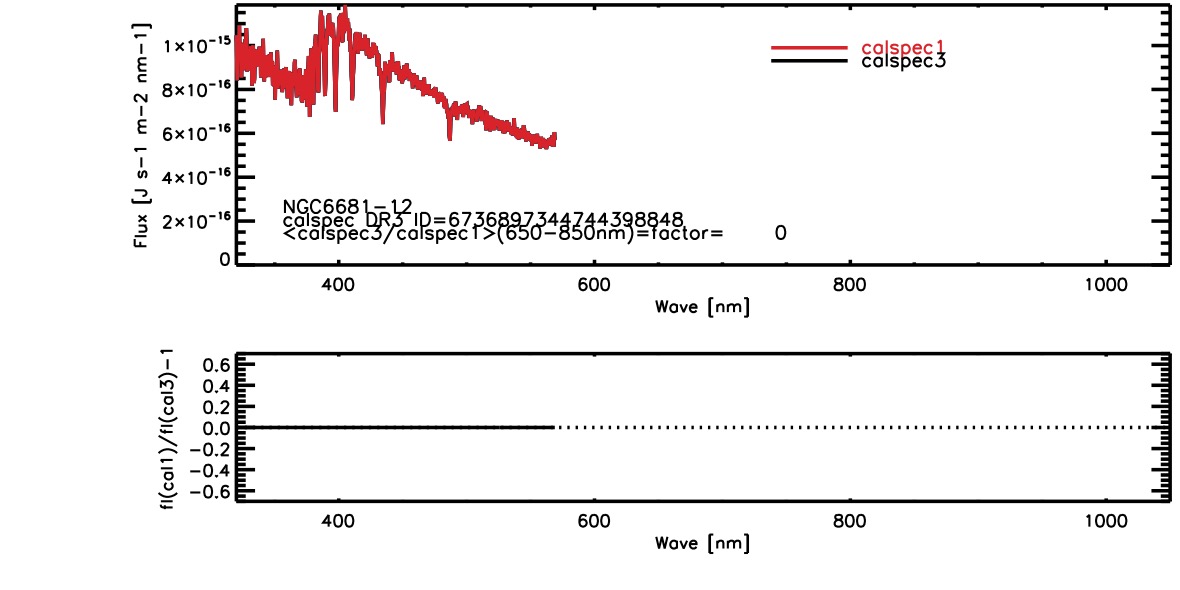 Flux [J s−1 m−2 nm−1]
1×10−15
8×10−16
6×10−16
4×10−16
2×10−16
0
calspec1
calspec3
NGC6681−12
calspec DR3 ID=6736897344744398848
<calspec3/calspec1>(650−850nm)=factor= 0
400 600 800 1000
Wave [nm]
fl(cal1)/fl(cal3)−1
0.6
0.4
0.2
0.0
−0.2
−0.4
−0.6
400 600 800 1000
Wave [nm]